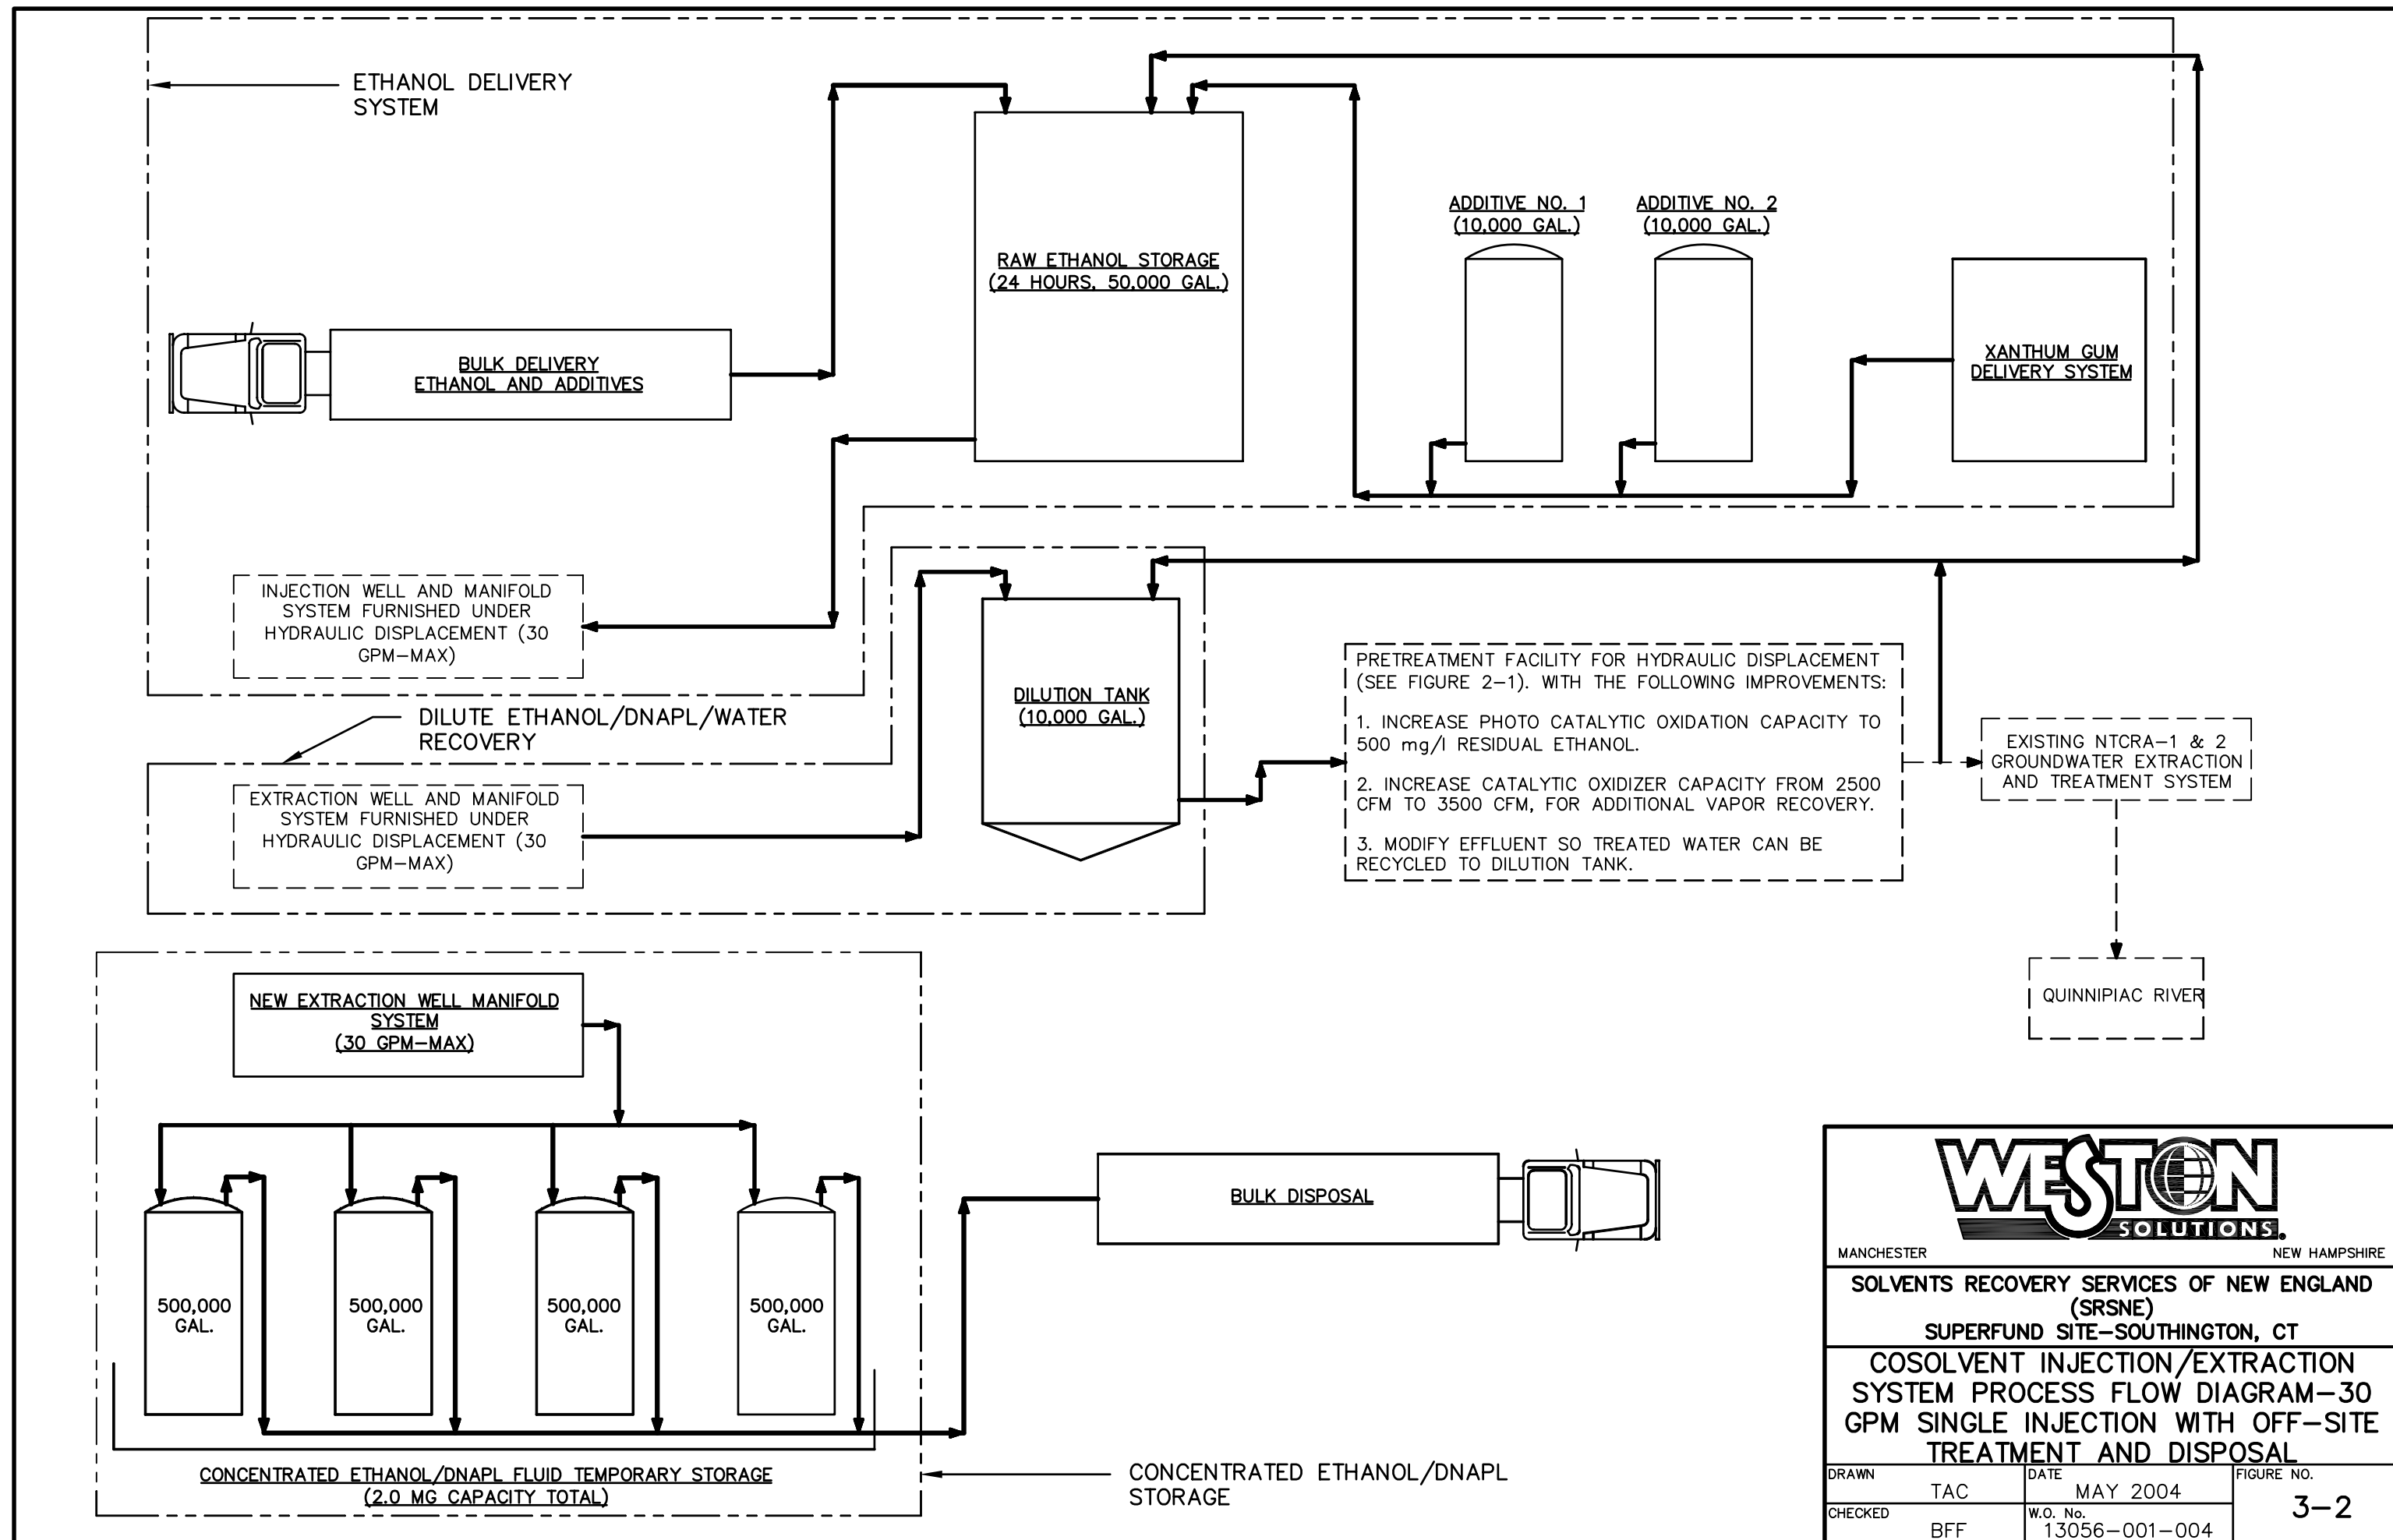 ETHANOL DELIVERY
SYSTEM
RAW ETHANOL STORAGE
(24 HOURS, 50,000 GAL.)
ADDITIVE NO. 1
(10,000 GAL.)
ADDITIVE NO. 2
(10,000 GAL.)
XANTHUM GUM
DELIVERY SYSTEM
BULK DELIVERY
ETHANOL AND ADDITIVES
INJECTION WELL AND MANIFOLD
SYSTEM FURNISHED UNDER
HYDRAULIC DISPLACEMENT (30
GPM-MAX)
DILUTE ETHANOL/DNAPL/WATER
RECOVERY
EXTRACTION WELL AND MANIFOLD
SYSTEM FURNISHED UNDER
HYDRAULIC DISPLACEMENT (30
GPM-MAX)
DILUTION TANK
(10,000 GAL.)
PRETREATMENT FACILITY FOR HYDRAULIC DISPLACEMENT
(SEE FIGURE 2-1). WITH THE FOLLOWING IMPROVEMENTS:
1. INCREASE PHOTO CATALYTIC OXIDATION CAPACITY TO
500 mg/l RESIDUAL ETHANOL.
2. INCREASE CATALYTIC OXIDIZER CAPACITY FROM 2500
CFM TO 3500 CFM, FOR ADDITIONAL VAPOR RECOVERY.
3. MODIFY EFFLUENT SO TREATED WATER CAN BE
RECYCLED TO DILUTION TANK.
EXISTING NTCRA-1 & 2
GROUNDWATER EXTRACTION
AND TREATMENT SYSTEM
QUINNIPIAC RIVER
NEW EXTRACTION WELL MANIFOLD
SYSTEM
(30 GPM-MAX)
500,000
GAL.
500,000
GAL.
500,000
GAL.
500,000
GAL.
BULK DISPOSAL
CONCENTRATED ETHANOL/DNAPL FLUID TEMPORARY STORAGE
(2.0 MG CAPACITY TOTAL)
CONCENTRATED ETHANOL/DNAPL
STORAGE
WESTON
SOLUTIONS®
MANCHESTER
NEW HAMPSHIRE
SOLVENTS RECOVERY SERVICES OF NEW ENGLAND
(SRSNE)
SUPERFUND SITE-SOUTHINGTON, CT
COSOLVENT INJECTION/EXTRACTION
SYSTEM PROCESS FLOW DIAGRAM-30
GPM SINGLE INJECTION WITH OFF-SITE
TREATMENT AND DISPOSAL
DRAWN
TAC
DATE
MAY 2004
FIGURE NO.
3-2
CHECKED
BFF
W.O. No.
13056-001-004